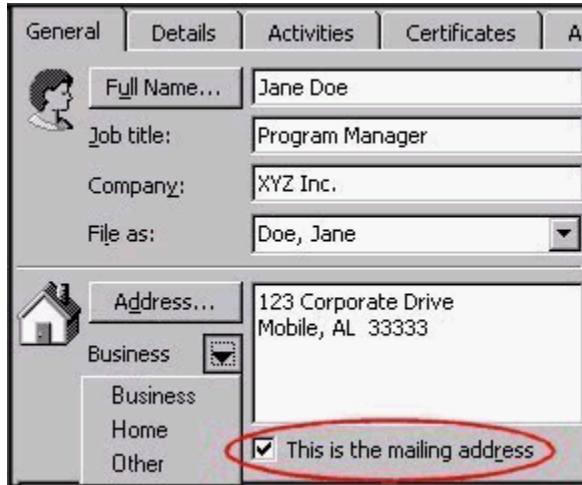 General Details Activities Certificates A
Full Name... Jane Doe
Job title: Program Manager
Company: XYZ Inc.
File as: Doe, Jane
Address... 123 Corporate Drive
Mobile, AL 33333
Business
Business
Home
Other
This is the mailing address